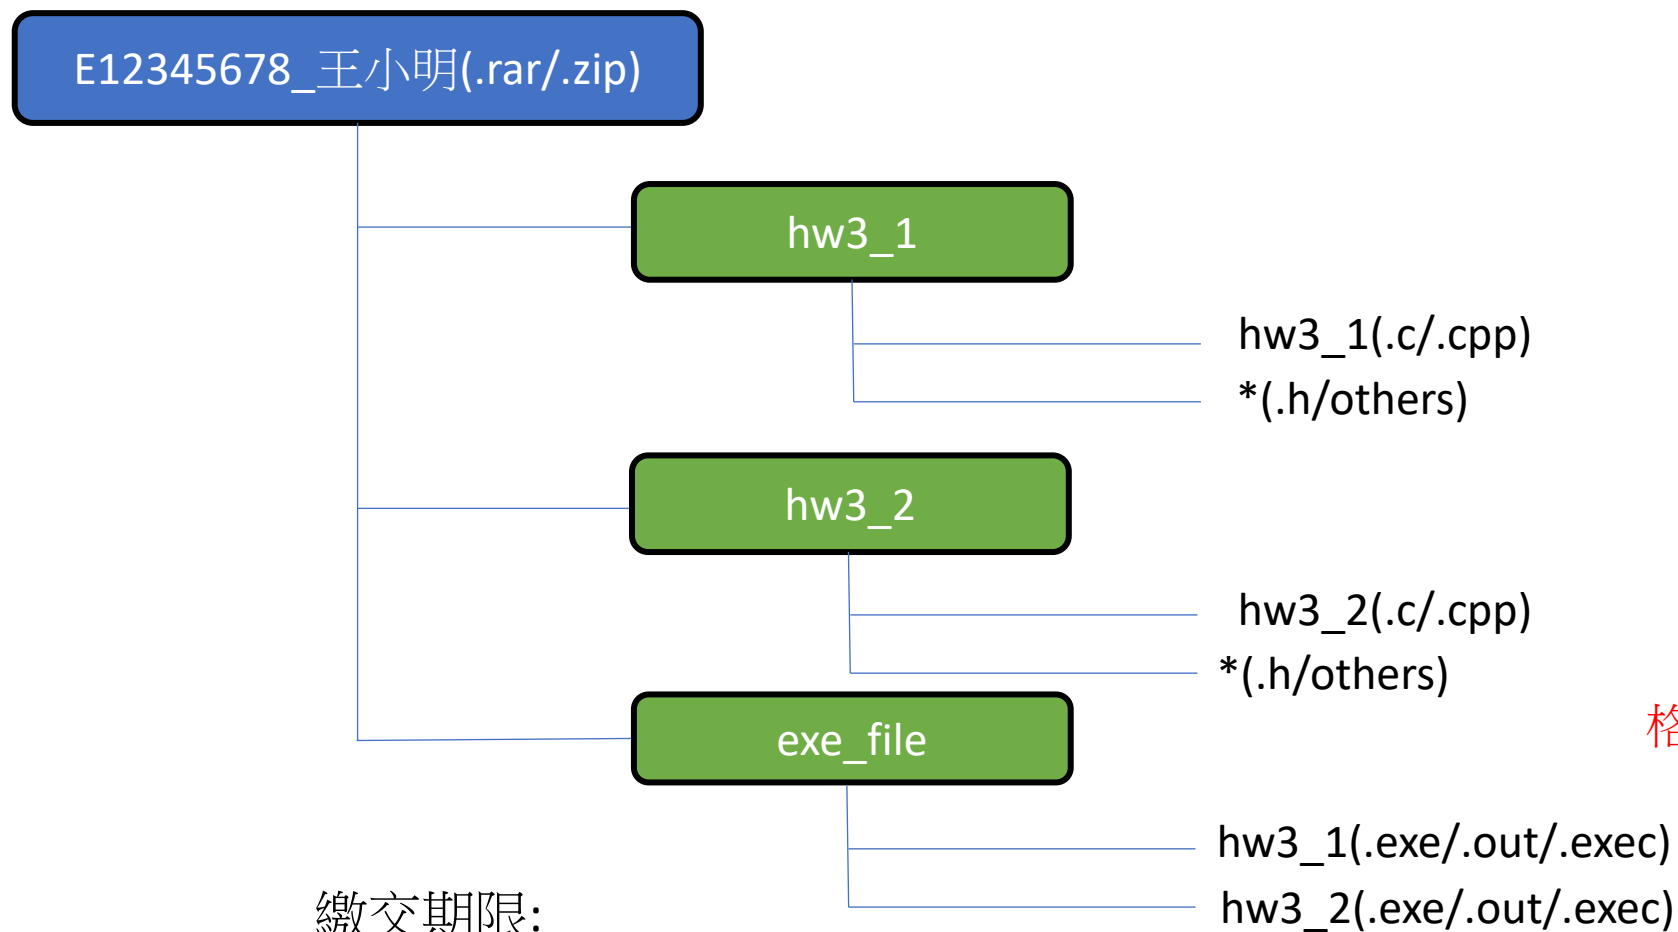 E12345678_王小明(.rar/.zip)
hw3_1
hw3_1(.c/.cpp)
*(.h/others)
hw3_2
hw3_2(.c/.cpp)
*(.h/others)
exe_file
格
hw3_1(.exe/.out/.exec)
hw3_2(.exe/.out/.exec)
繳交期限: